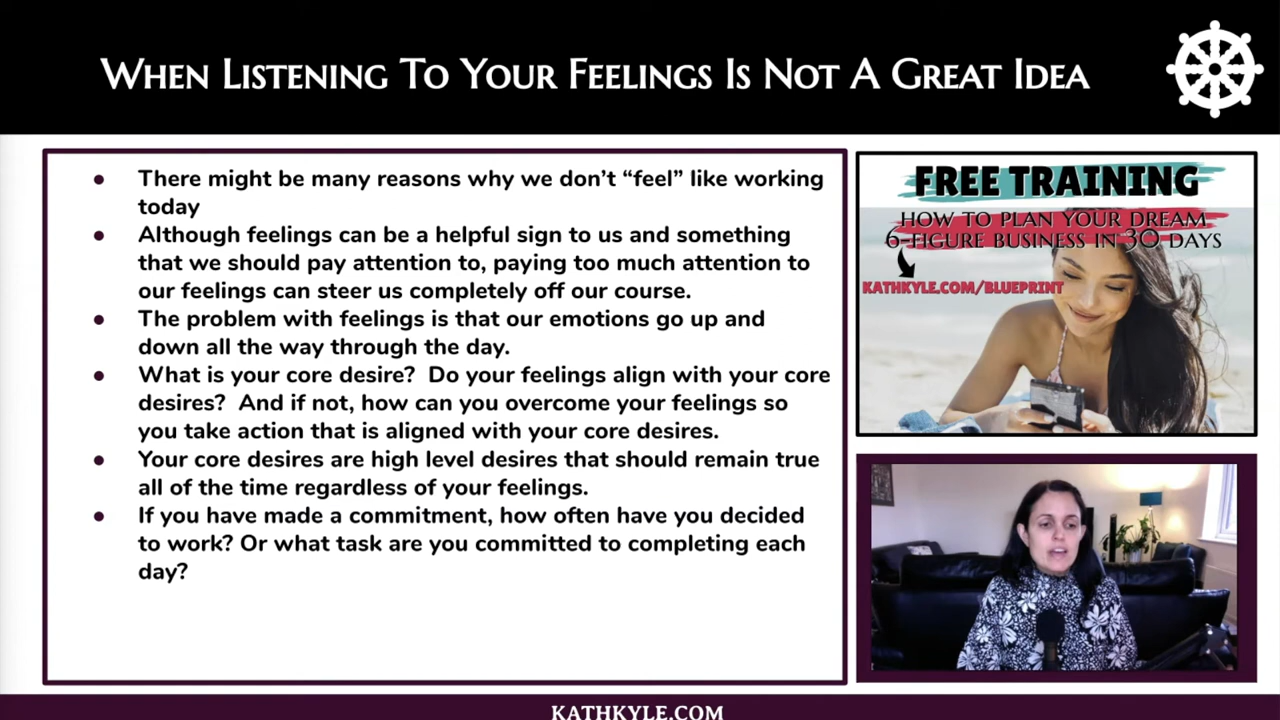 When Listening To Your Feelings Is Not A Great Idea
● There might be many reasons why we don’t “feel” like working
today
● Although feelings can be a helpful sign to us and something
that we should pay attention to, paying too much attention to
our feelings can steer us completely off our course.
● The problem with feelings is that our emotions go up and
down all the way through the day.
● What is your core desire?  Do your feelings align with your core
desires?  And if not, how can you overcome your feelings so
you take action that is aligned with your core desires.
● Your core desires are high level desires that should remain true
all of the time regardless of your feelings.
● If you have made a commitment, how often have you decided
to work? Or what task are you committed to completing each
day?
FREE TRAINING
HOW TO PLAN YOUR DREAM
6-FIGURE BUSINESS IN 30 DAYS
KATHKYLE.COM/BLUEPRINT
KATHKYLE.COM